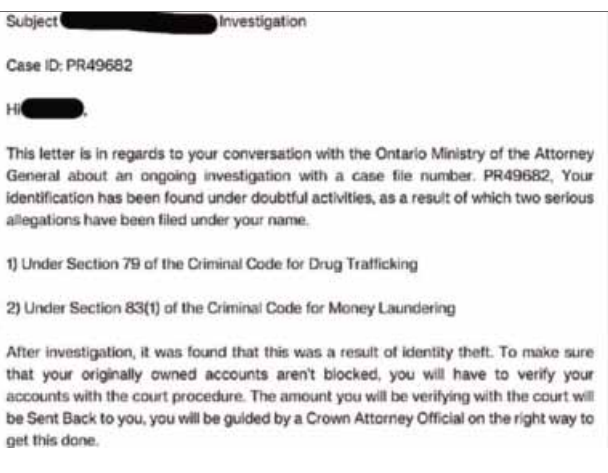 Subject Investigation
Case ID: PR49682
Hi ,
This letter is in regards to your conversation with the Ontario Ministry of the Attorney
General about an ongoing investigation with a case file number. PR49682, Your
identification has been found under doubtful activities, as a result of which two serious
allegations have been filed under your name.
1) Under Section 79 of the Criminal Code for Drug Trafficking
2) Under Section 83(1) of the Criminal Code for Money Laundering
After investigation, it was found that this was a result of identity theft. To make sure
that your originally owned accounts aren't blocked, you will have to verify your
accounts with the court procedure. The amount you will be verifying with the court will
be Sent Back to you, you will be guided by a Crown Attorney Official on the right way to
get this done.